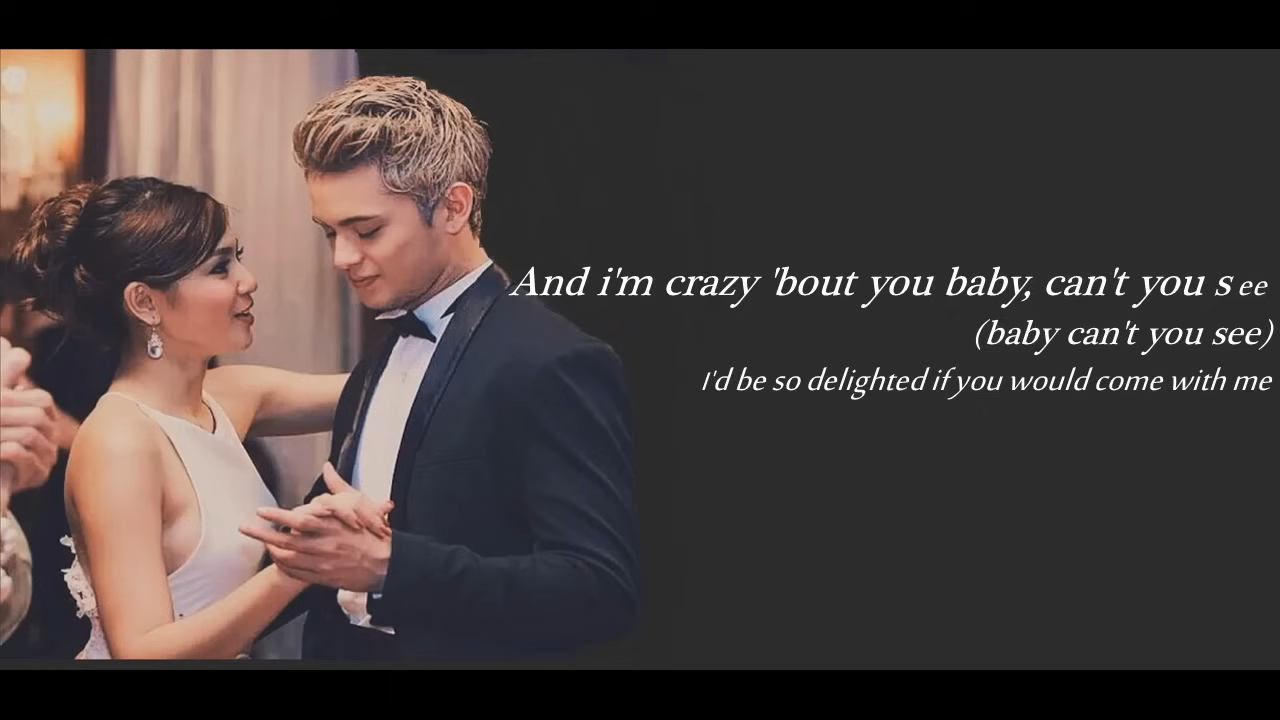 And i'm crazy 'bout you baby, can't you see
(baby can't you see)
I'd be so delighted if you would come with me